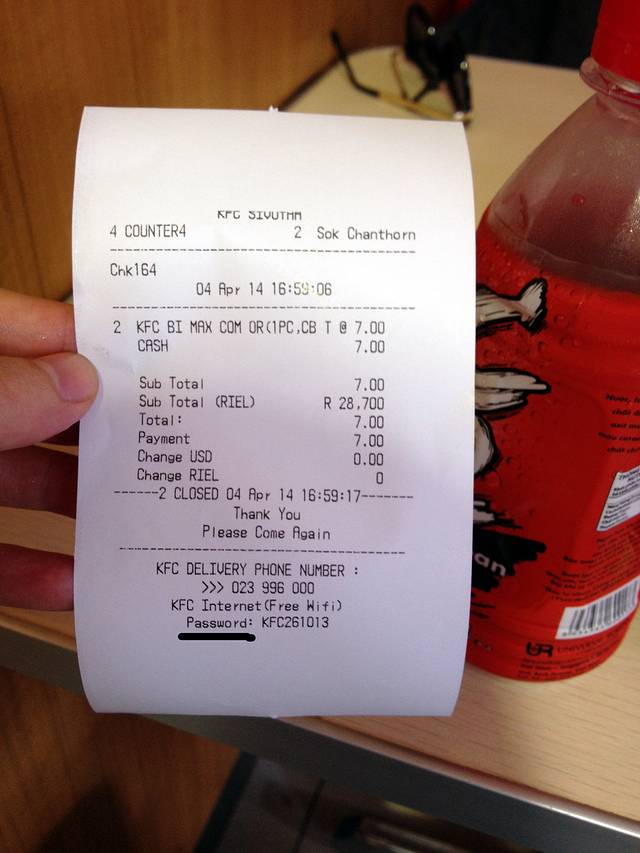 KFC SIVUTHA
4 COUNTER4 2 Sok Chanthorn
Chk164
04 Apr 14 16:59:06
2 KFC BI MAX COM OR(1PC,CB T @ 7.00
CASH 7.00
Sub Total 7.00
Sub Total (RIEL) R 28,700
Total: 7.00
Payment 7.00
Change USD 0.00
Change RIEL 0
------2 CLOSED 04 Apr 14 16:59:17-------
Thank You
Please Come Again
KFC DELIVERY PHONE NUMBER :
>>> 023 996 000
KFC Internet(Free Wifi)
Password: KFC261013